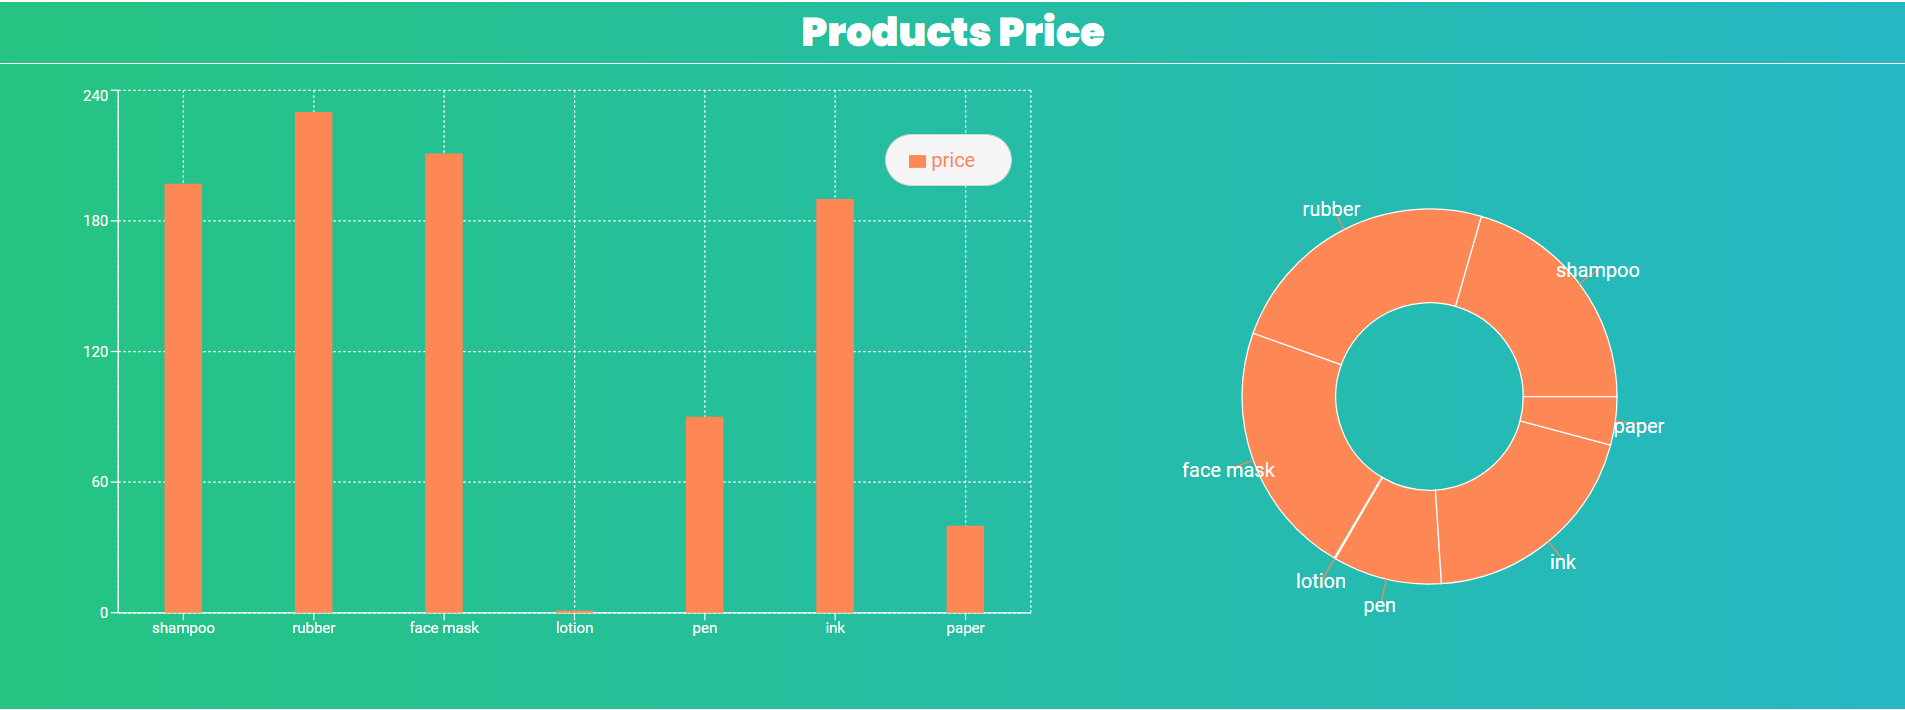 Products Price
240
180
120
60
0
shampoo
rubber
face mask
lotion
pen
ink
paper
price
rubber
shampoo
paper
face mask
ink
lotion
pen